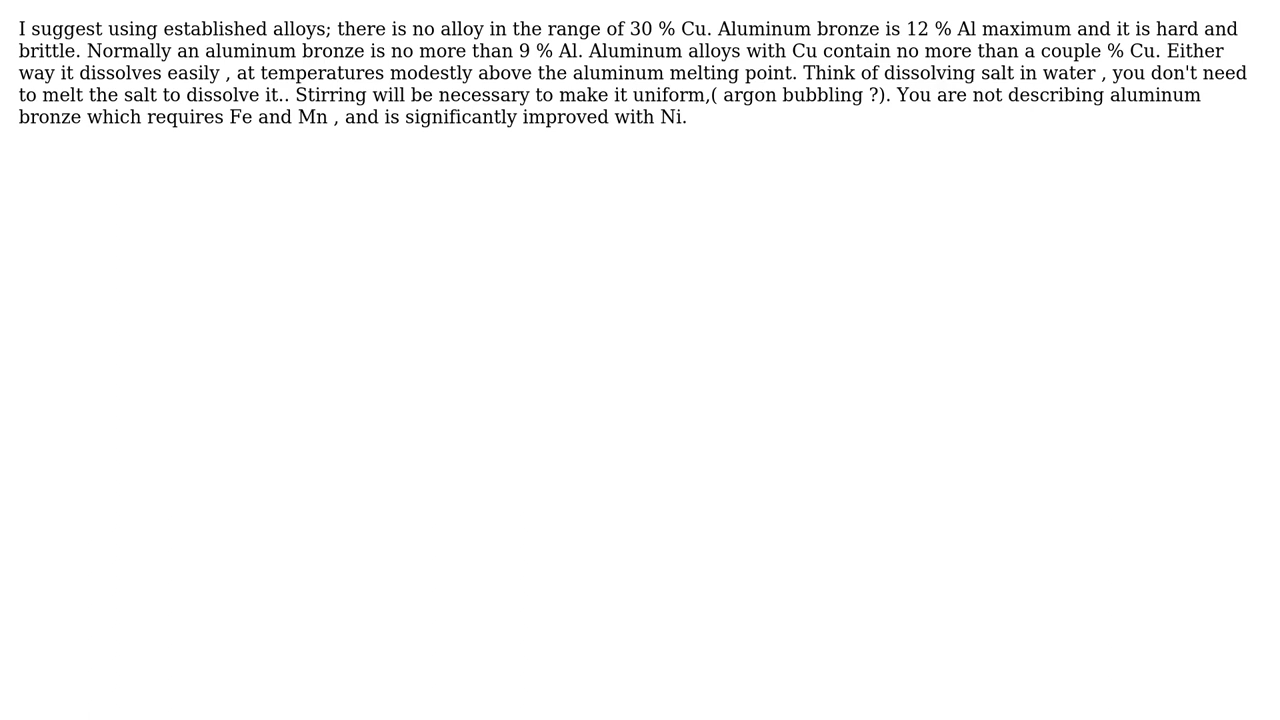 I suggest using established alloys; there is no alloy in the range of 30 % Cu. Aluminum bronze is 12 % Al maximum and it is hard and
brittle. Normally an aluminum bronze is no more than 9 % Al. Aluminum alloys with Cu contain no more than a couple % Cu. Either
way it dissolves easily , at temperatures modestly above the aluminum melting point. Think of dissolving salt in water , you don't need
to melt the salt to dissolve it.. Stirring will be necessary to make it uniform,( argon bubbling ?). You are not describing aluminum
bronze which requires Fe and Mn , and is significantly improved with Ni.